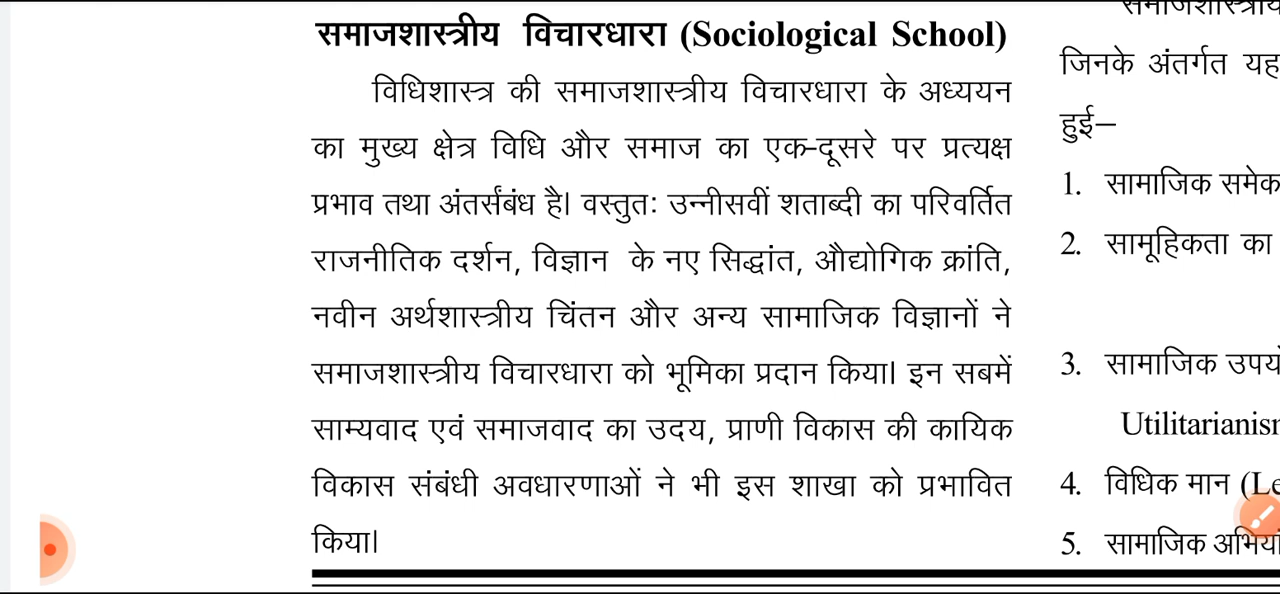 समाजशास्त्रीय विचारधारा (Sociological School)
विधिशास्त्र की समाजशास्त्रीय विचारधारा के अध्ययन
का मुख्य क्षेत्र विधि और समाज का एक-दूसरे पर प्रत्यक्ष
प्रभाव तथा अंतर्संबंध है। वस्तुतः उन्नीसवीं शताब्दी का परिवर्तित
राजनीतिक दर्शन, विज्ञान के नए सिद्धांत, औद्योगिक क्रांति,
नवीन अर्थशास्त्रीय चिंतन और अन्य सामाजिक विज्ञानों ने
समाजशास्त्रीय विचारधारा को भूमिका प्रदान किया। इन सबमें
साम्यवाद एवं समाजवाद का उदय, प्राणी विकास की कायिक
विकास संबंधी अवधारणाओं ने भी इस शाखा को प्रभावित
किया।
जिनके अंतर्गत यह
हुई–
1. सामाजिक
2. सामूहिकता का
3. सामाजिक
4. विधिक मान
5. सामाजिक